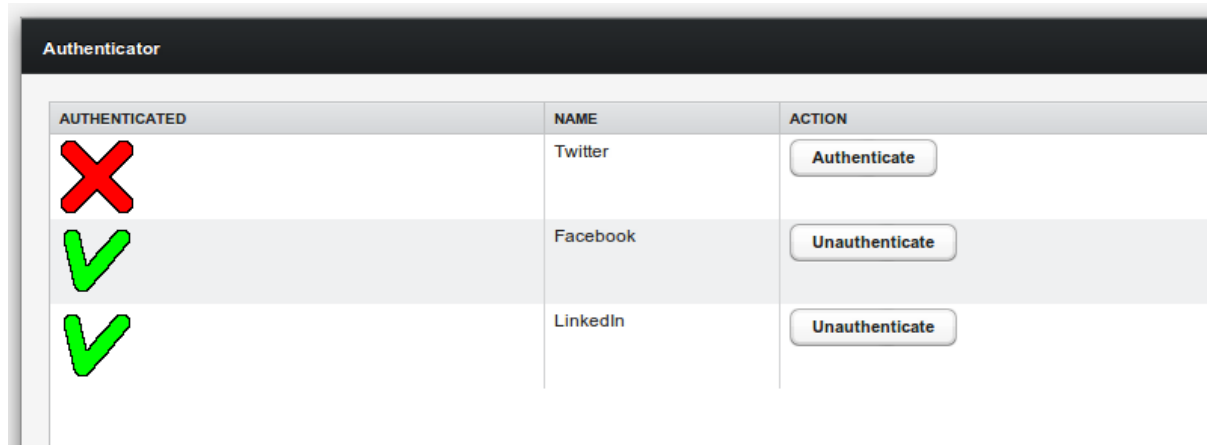 Authenticator
AUTHENTICATED NAME ACTION
Twitter Authenticate
Facebook Unauthenticate
LinkedIn Unauthenticate